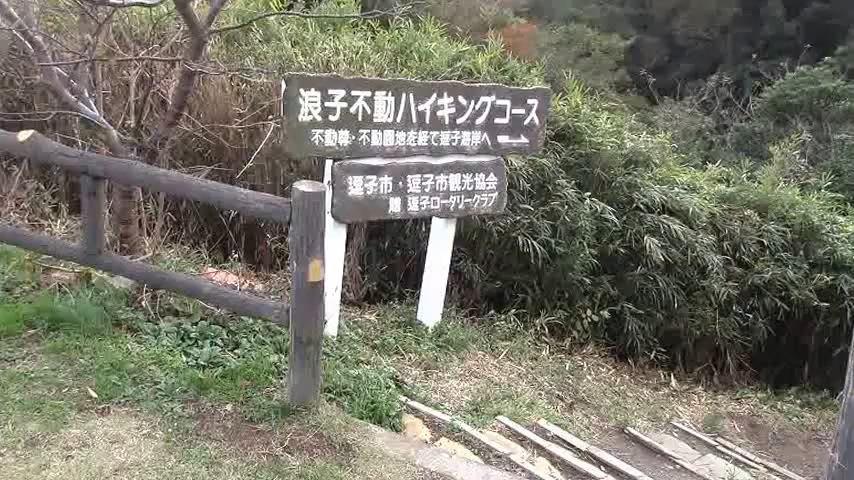 浪子不動ハイキングコース
不動尊・不動園地を経て逗子海岸へ
逗子市・逗子市観光協会
贈 逗子ロータリークラブ